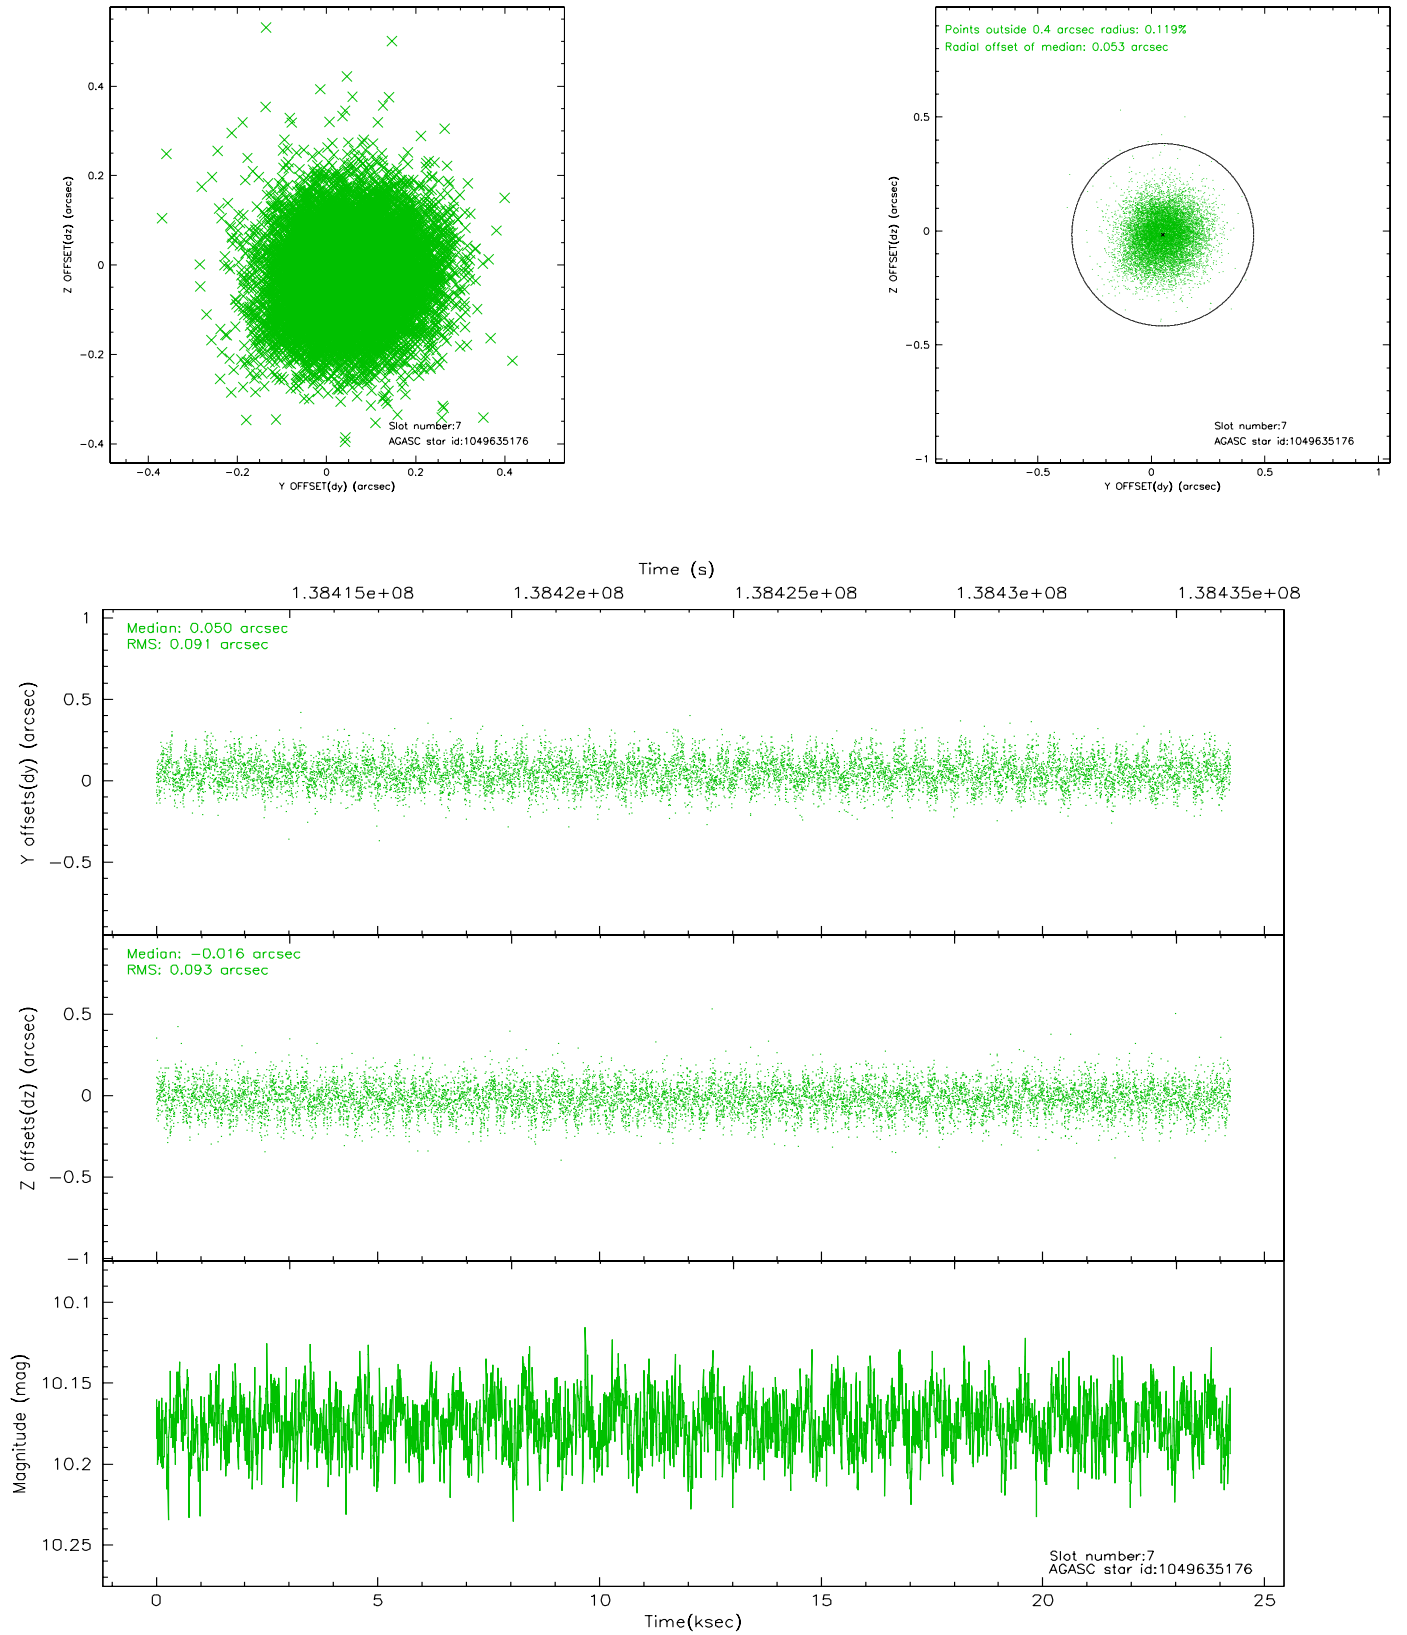 Points outside 0.4 arcsec radius: 0.119%
Radial offset of median: 0.053 arcsec
0.4
0.2
0
−0.2
−0.4
Z OFFSET(dz) (arcsec)
Slot number:7
AGASC star id:1049635176
−0.4
−0.2
0
0.2
0.4
Y OFFSET(dy) (arcsec)
0.5
0
−0.5
−1
Z OFFSET(dz) (arcsec)
Slot number:7
AGASC star id:1049635176
−0.5
0
0.5
1
Y OFFSET(dy) (arcsec)
Time (s)
1.38415e+08
1.3842e+08
1.38425e+08
1.3843e+08
1.38435e+08
Median: 0.050 arcsec
RMS: 0.091 arcsec
1
0.5
0
−0.5
Y offsets(dy) (arcsec)
Median: −0.016 arcsec
RMS: 0.093 arcsec
0.5
0
−0.5
−1
Z offsets(dz) (arcsec)
10.1
10.15
10.2
10.25
Magnitude (mag)
Slot number:7
AGASC star id:1049635176
0
5
10
15
20
25
Time(ksec)